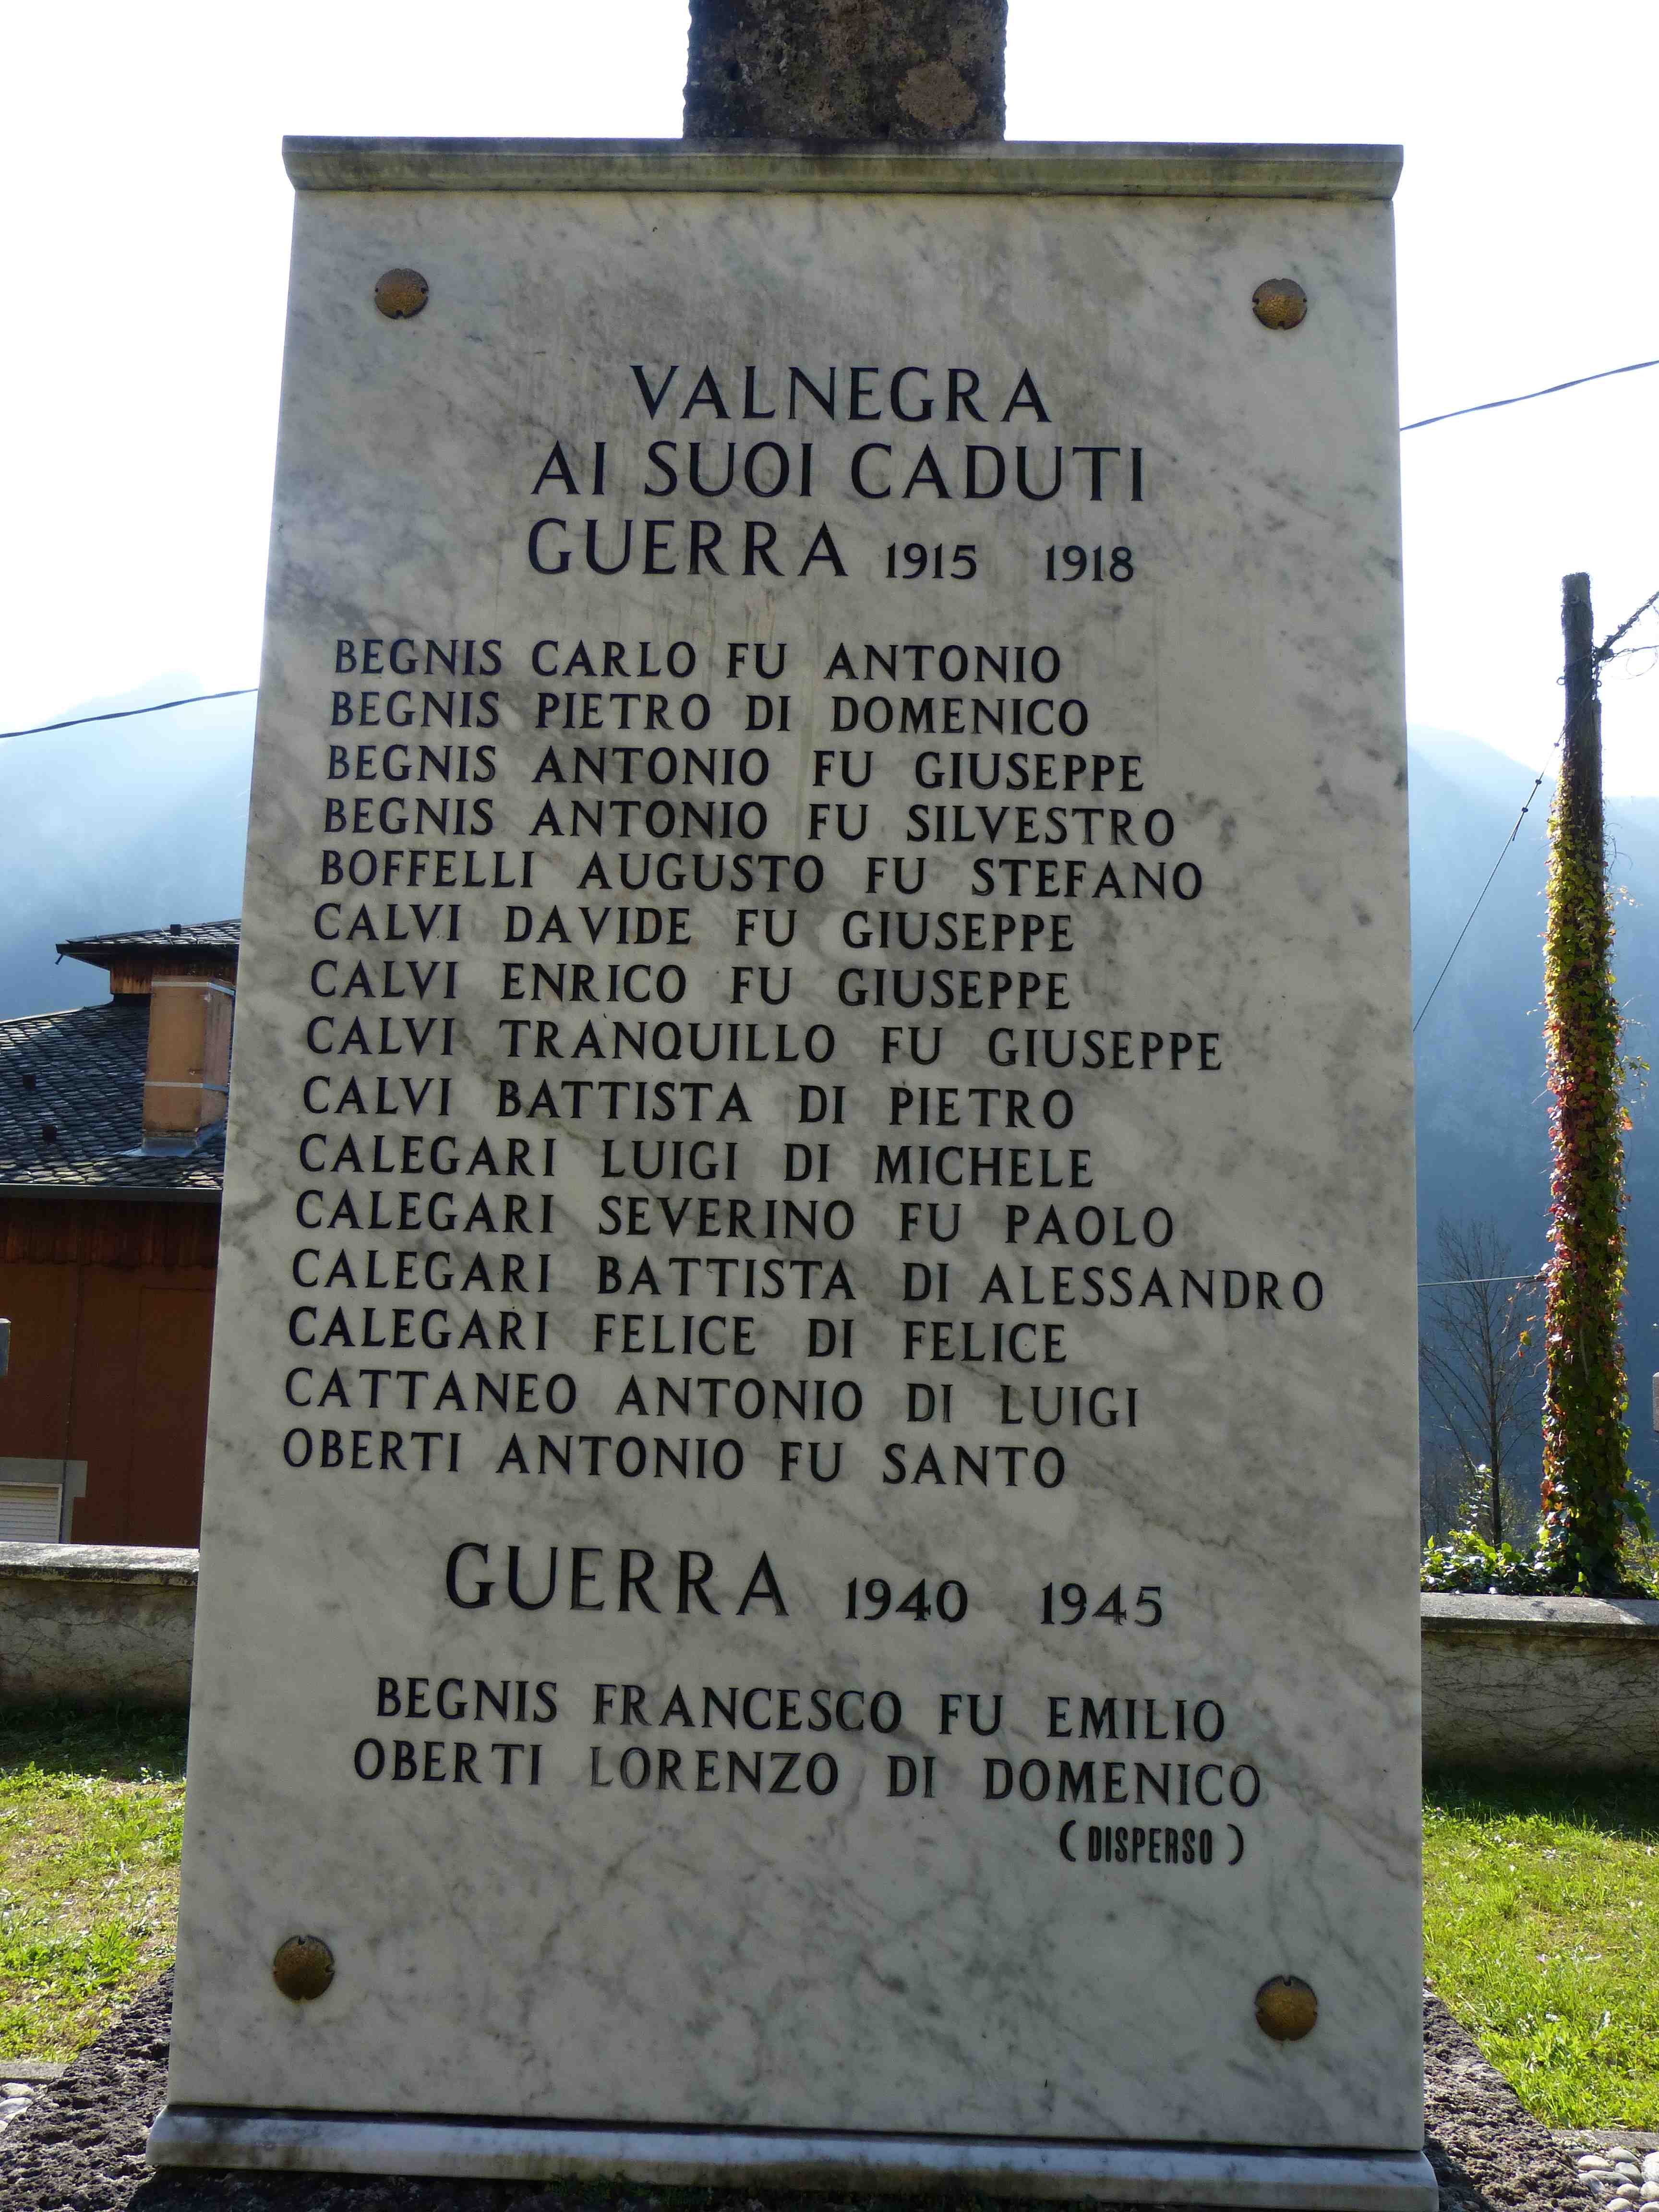 VALNEGRA
AI SUOI CADUTI
GUERRA 1915 1918
BEGNIS CARLO FU ANTONIO
BEGNIS PIETRO DI DOMENICO
BEGNIS ANTONIO FU GIUSEPPE
BEGNIS ANTONIO FU SILVESTRO
BOFFELLI AUGUSTO FU STEFANO
CALVI DAVIDE FU GIUSEPPE
CALVI ENRICO FU GIUSEPPE
CALVI TRANQUILLO FU GIUSEPPE
CALVI BATTISTA DI PIETRO
CALEGARI LUIGI DI MICHELE
CALEGARI SEVERINO FU PAOLO
CALEGARI BATTISTA DI ALESSANDRO
CALEGARI FELICE DI FELICE
CATTANEO ANTONIO DI LUIGI
OBERTI ANTONIO FU SANTO
GUERRA 1940 1945
BEGNIS FRANCESCO FU EMILIO
OBERTI LORENZO DI DOMENICO
(DISPERSO)